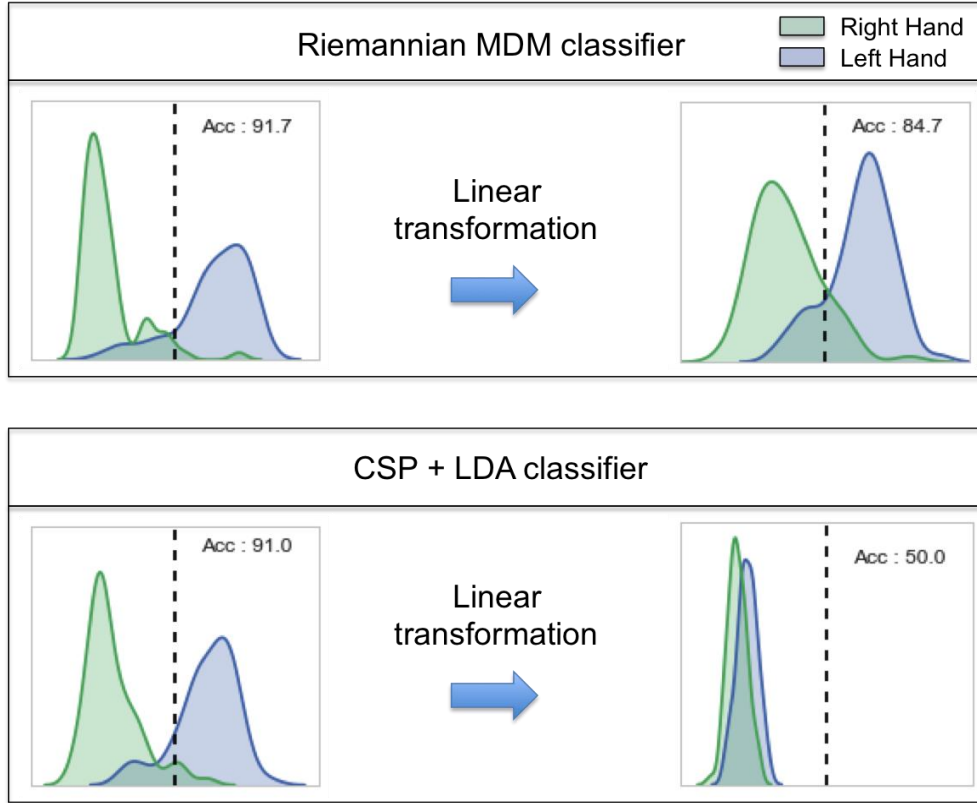 Riemannian MDM classifier
Right Hand
Left Hand
Acc : 91.7
Linear
transformation
Acc : 84.7
CSP + LDA classifier
Acc : 91.0
Linear
transformation
Acc : 50.0